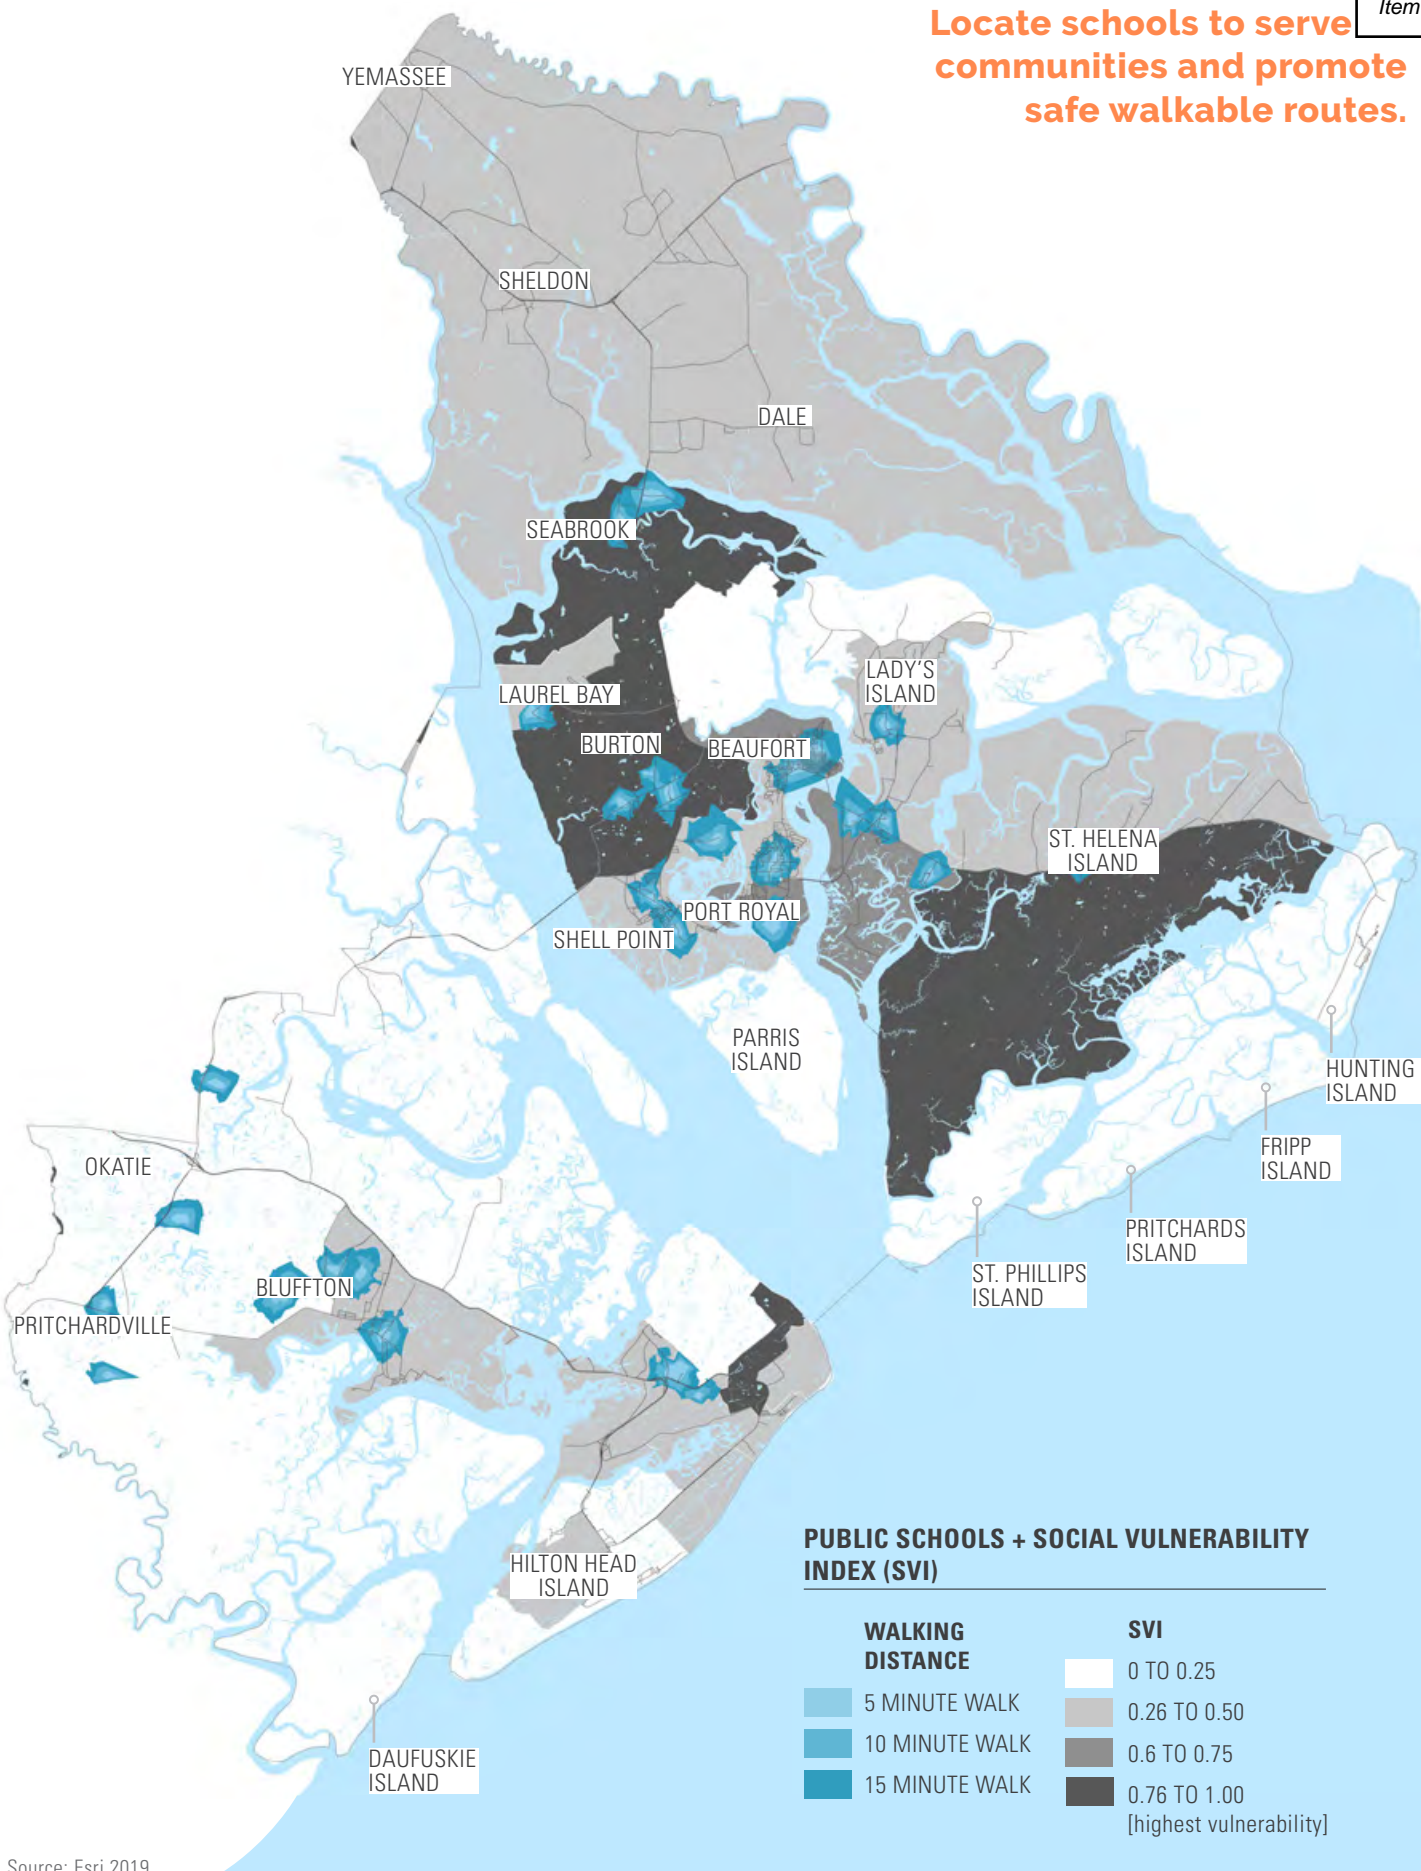 Item
Locate schools to serve
communities and promote
safe walkable routes.
YEMASSEE
SHELDON
DALE
SEABROOK
LAUREL BAY
LADY'S
ISLAND
BURTON
BEAUFORT
ST. HELENA
ISLAND
PORT ROYAL
SHELL POINT
PARRIS
ISLAND
HUNTING
ISLAND
FRIPP
ISLAND
OKATIE
PRITCHARDS
ISLAND
ST. PHILLIPS
ISLAND
BLUFFTON
PRITCHARDVILLE
HILTON HEAD
ISLAND
DAUFUSKIE
ISLAND
PUBLIC SCHOOLS + SOCIAL VULNERABILITY
INDEX (SVI)
WALKING
DISTANCE
5 MINUTE WALK
10 MINUTE WALK
15 MINUTE WALK
SVI
0 TO 0.25
0.26 TO 0.50
0.6 TO 0.75
0.76 TO 1.00
[highest vulnerability]
Source: Esri 2019